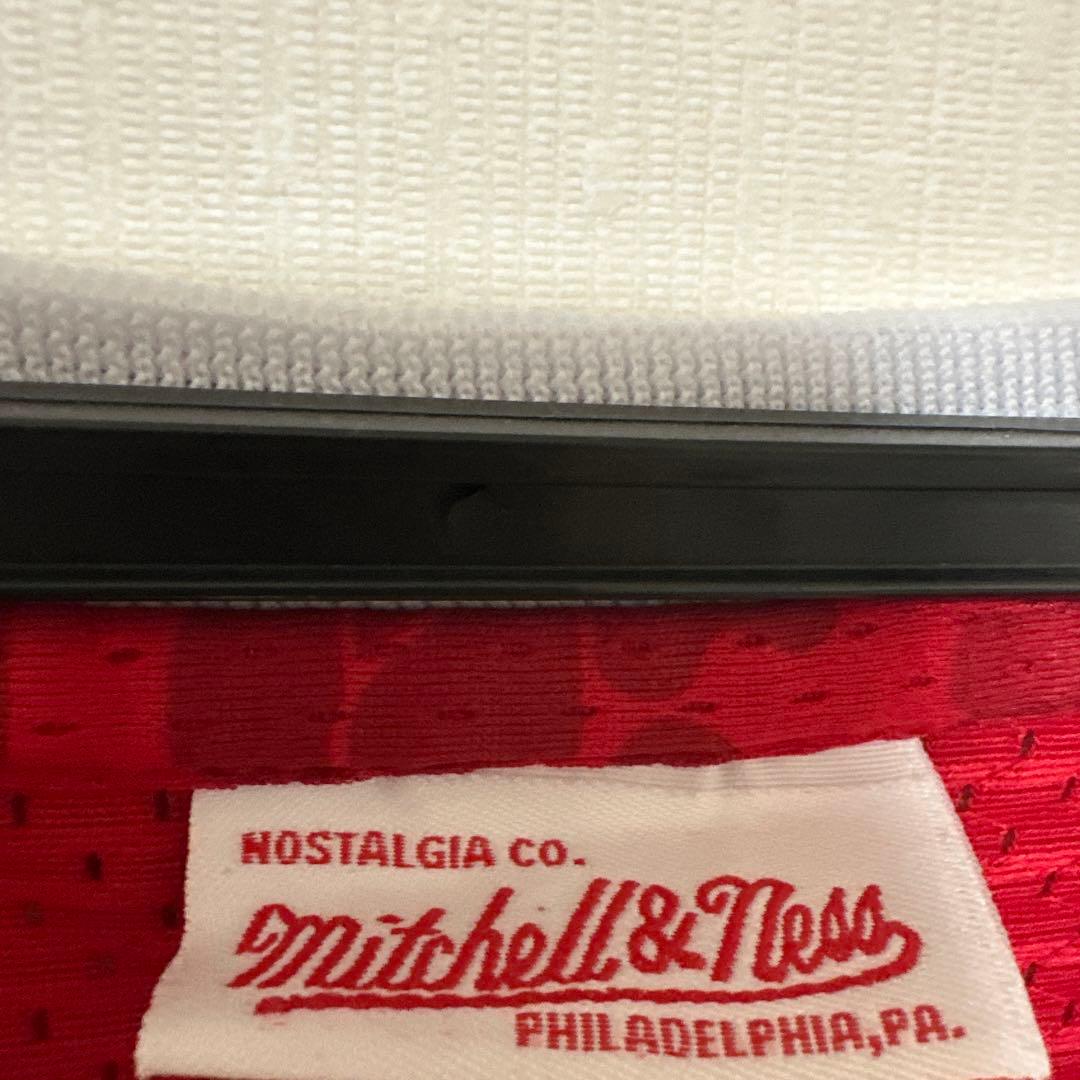 NOSTALGIA CO.
Mitchell & Ness
PHILADELPHIA, PA.